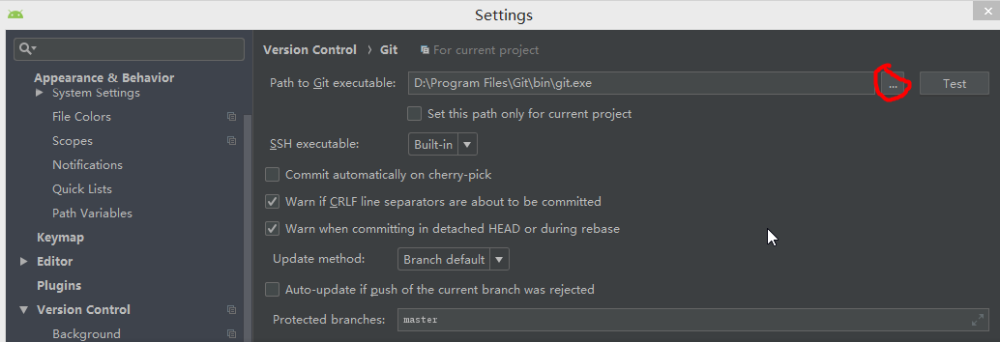 Settings
Appearance & Behavior
System Settings
File Colors
Scopes
Notifications
Quick Lists
Path Variables
Keymap
Editor
Plugins
Version Control
Background
Version Control › Git For current project
Path to Git executable: D:\Program Files\Git\bin\git.exe ... Test
Set this path only for current project
SSH executable: Built-in
Commit automatically on cherry-pick
Warn if CRLF line separators are about to be committed
Warn when committing in detached HEAD or during rebase
Update method: Branch default
Auto-update if push of the current branch was rejected
Protected branches: master